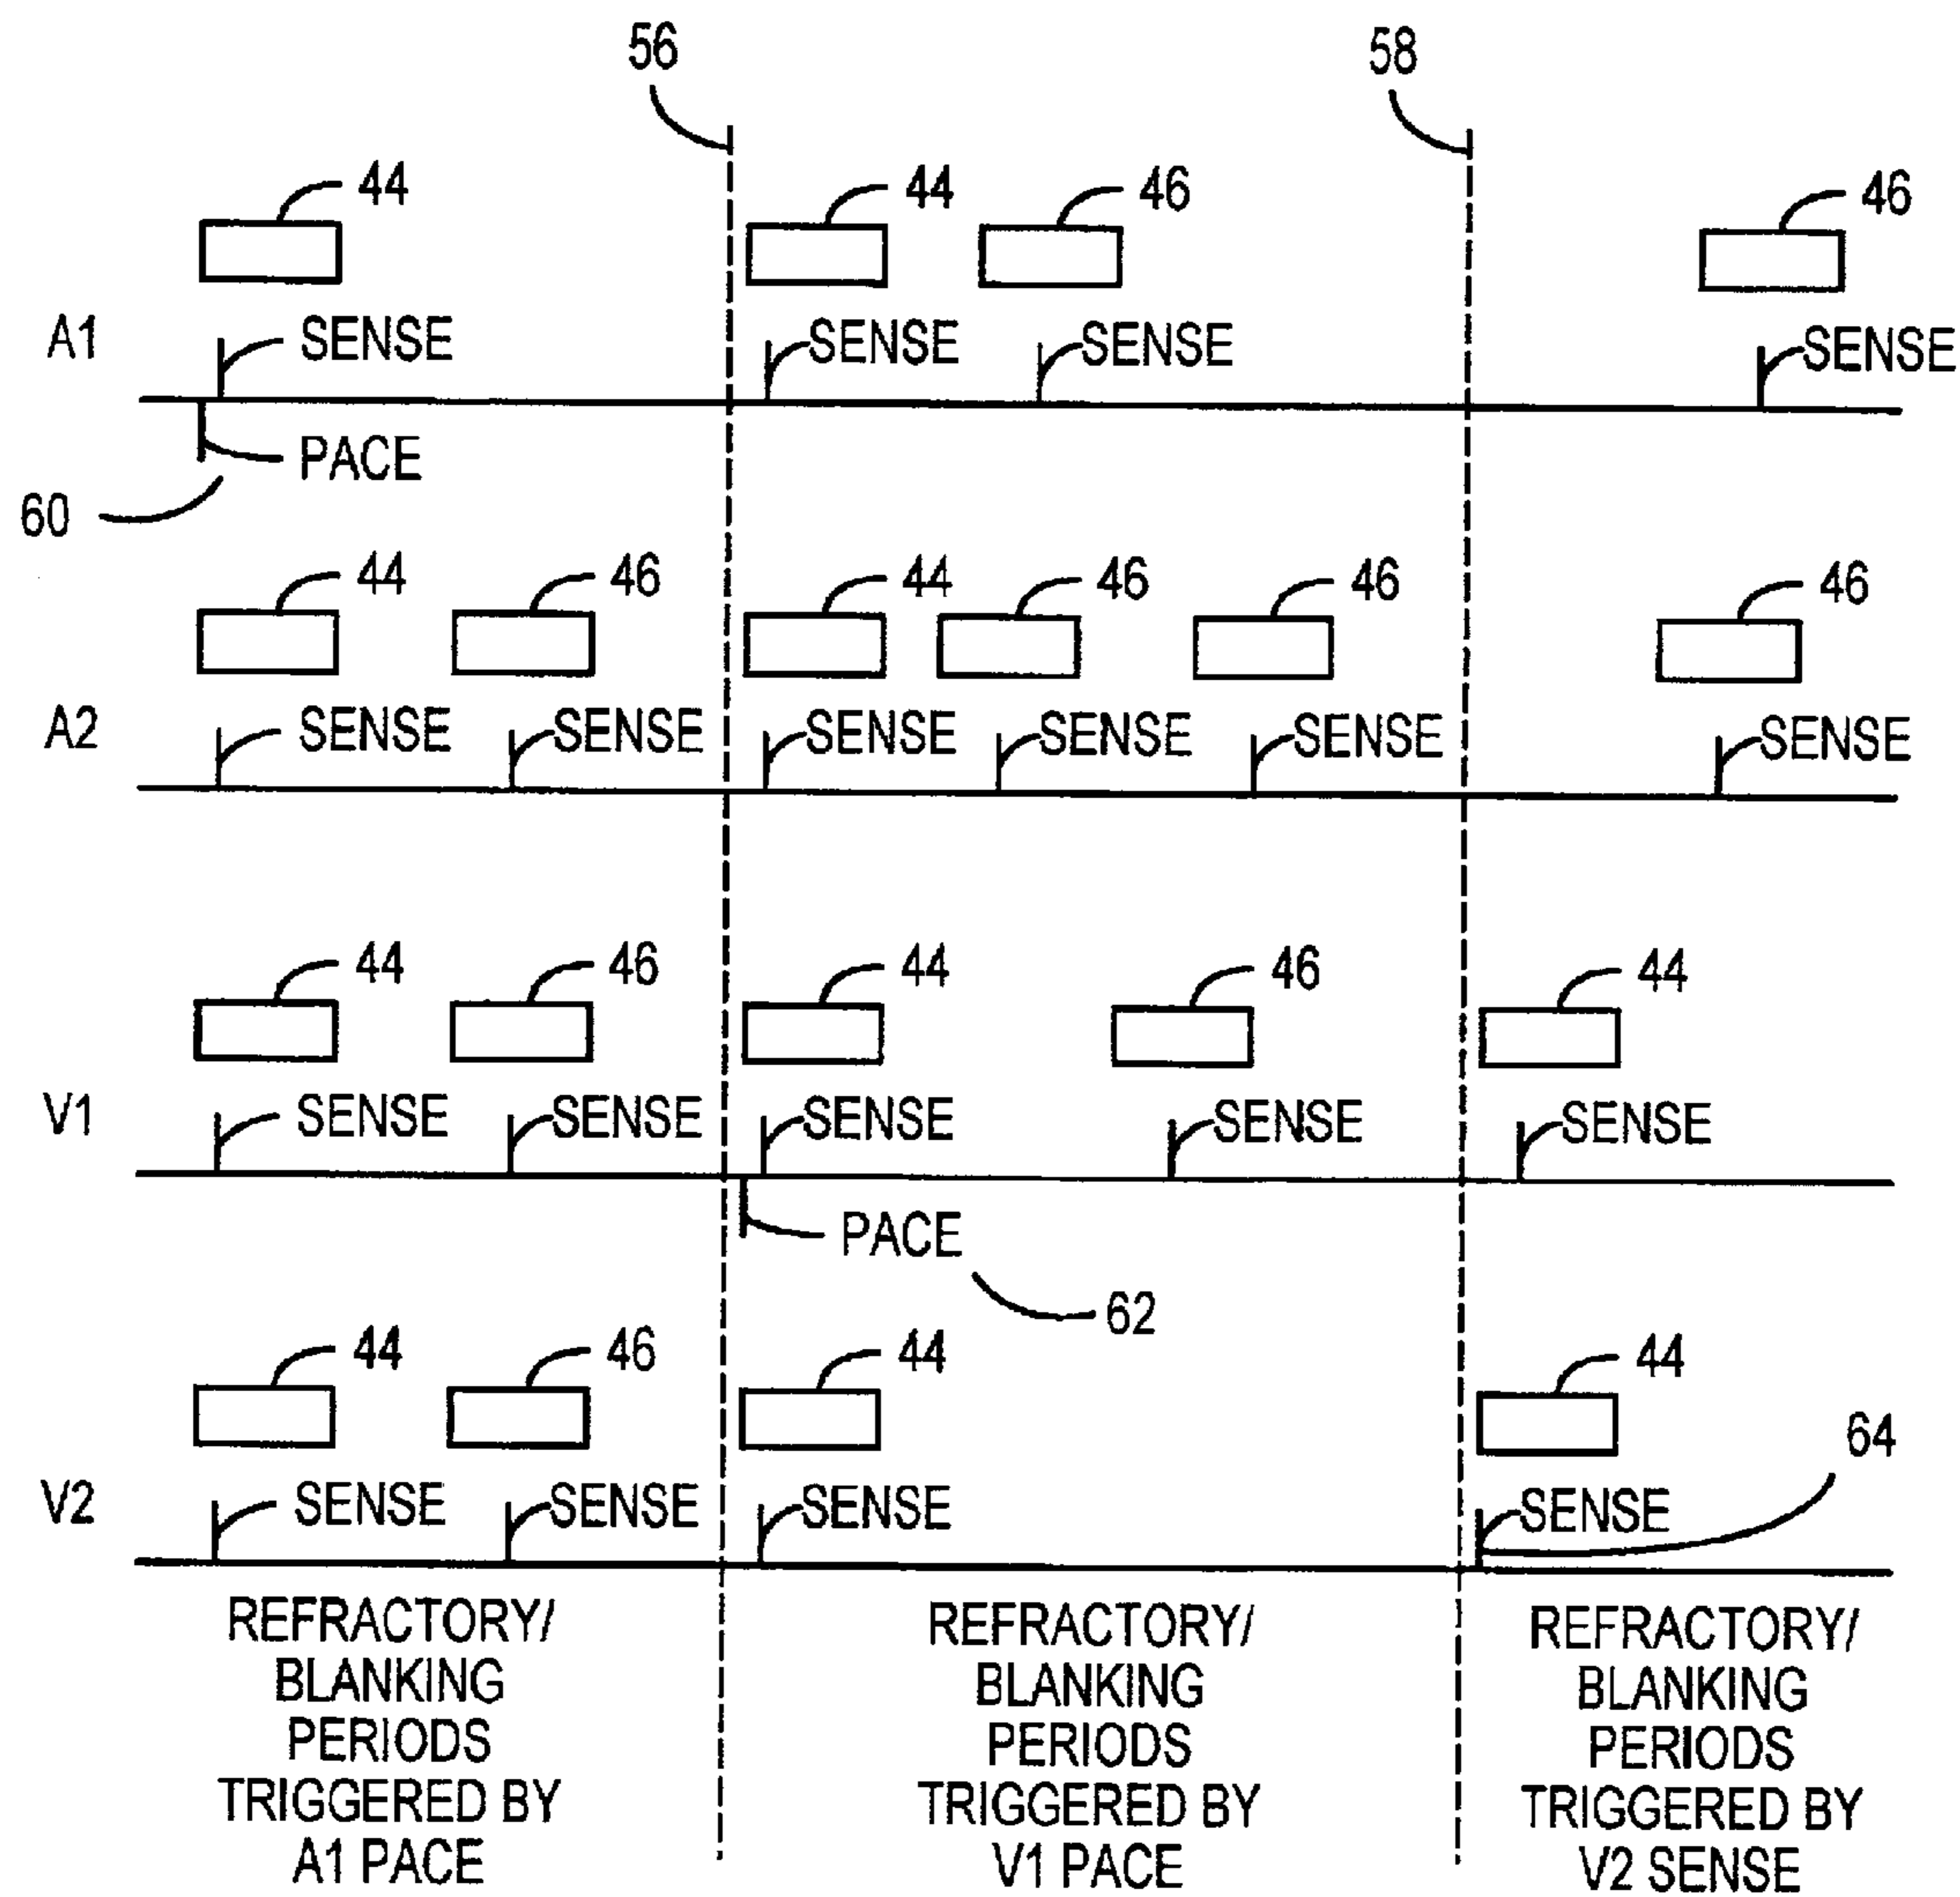 56 58
44 44 46 46
A1 SENSE SENSE SENSE SENSE
PACE
60
44 46 44 46 46 46
A2 SENSE SENSE SENSE SENSE SENSE SENSE
44 46 44 46 44
V1 SENSE SENSE SENSE SENSE SENSE
PACE
62
44 46 44 44
64
V2 SENSE SENSE SENSE SENSE
REFRACTORY/
BLANKING
PERIODS
TRIGGERED BY
A1 PACE
REFRACTORY/
BLANKING
PERIODS
TRIGGERED BY
V1 PACE
REFRACTORY/
BLANKING
PERIODS
TRIGGERED BY
V2 SENSE